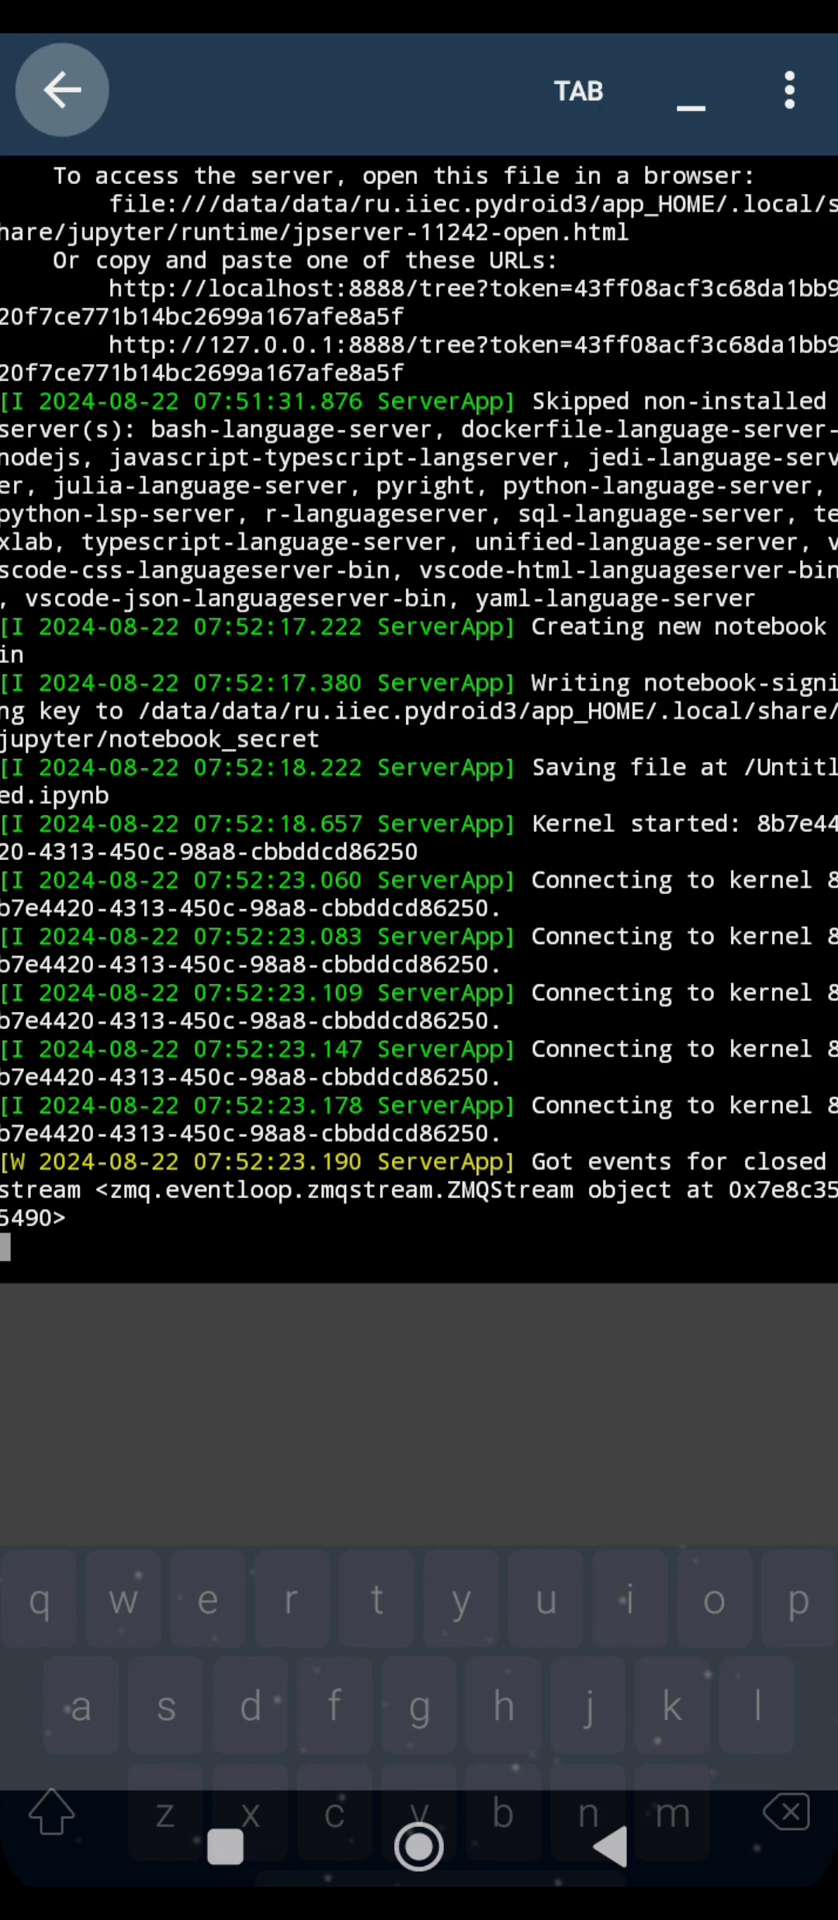 TAB
To access the server, open this file in a browser:
file:///data/data/ru.iiec.pydroid3/app_HOME/.local/s
hare/jupyter/runtime/jpserver-11242-open.html
Or copy and paste one of these URLs:
http://localhost:8888/tree?token=43ff08acf3c68da1bb9
20f7ce771b14bc2699a167afe8a5f
http://127.0.0.1:8888/tree?token=43ff08acf3c68da1bb9
20f7ce771b14bc2699a167afe8a5f
[I 2024-08-22 07:51:31.876 ServerApp] Skipped non-installed
server(s): bash-language-server, dockerfile-language-server-
nodejs, javascript-typescript-langserver, jedi-language-serv
er, julia-language-server, pyright, python-language-server,
python-lsp-server, r-languageserver, sql-language-server, te
xlab, typescript-language-server, unified-language-server, v
scode-css-languageserver-bin, vscode-html-languageserver-bin
, vscode-json-languageserver-bin, yaml-language-server
[I 2024-08-22 07:52:17.222 ServerApp] Creating new notebook
in
[I 2024-08-22 07:52:17.380 ServerApp] Writing notebook-signi
ng key to /data/data/ru.iiec.pydroid3/app_HOME/.local/share/
jupyter/notebook_secret
[I 2024-08-22 07:52:18.222 ServerApp] Saving file at /Untitl
ed.ipynb
[I 2024-08-22 07:52:18.657 ServerApp] Kernel started: 8b7e44
20-4313-450c-98a8-cbbddcd86250
[I 2024-08-22 07:52:23.060 ServerApp] Connecting to kernel 8
b7e4420-4313-450c-98a8-cbbddcd86250.
[I 2024-08-22 07:52:23.083 ServerApp] Connecting to kernel 8
b7e4420-4313-450c-98a8-cbbddcd86250.
[I 2024-08-22 07:52:23.109 ServerApp] Connecting to kernel 8
b7e4420-4313-450c-98a8-cbbddcd86250.
[I 2024-08-22 07:52:23.147 ServerApp] Connecting to kernel 8
b7e4420-4313-450c-98a8-cbbddcd86250.
[I 2024-08-22 07:52:23.178 ServerApp] Connecting to kernel 8
b7e4420-4313-450c-98a8-cbbddcd86250.
[W 2024-08-22 07:52:23.190 ServerApp] Got events for closed
stream <zmq.eventloop.zmqstream.ZMQStream object at 0x7e8c35
5490>
q w e r t y u i o p
a s d f g h j k l
z x c v b n m